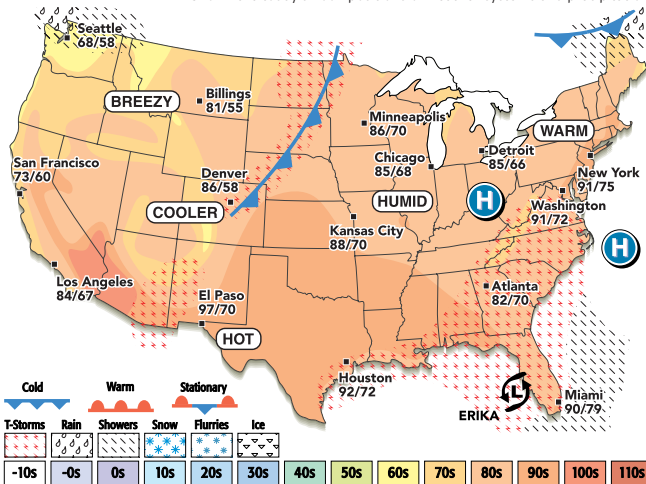 Seattle
68/58
Billings
81/55
BREEZY
Minneapolis
86/70
WARM
Detroit
85/66
Chicago
85/68
San Francisco
73/60
Denver
86/58
New York
91/75
COOLER
HUMID
H
Washington
91/72
Kansas City
88/70
H
Los Angeles
84/67
El Paso
97/70
Atlanta
82/70
HOT
Houston
92/72
L
ERIKA
Miami
90/79
Cold
Warm
Stationary
T-Storms
Rain
Showers
Snow
Flurries
Ice
-10s
-0s
0s
10s
20s
30s
40s
50s
60s
70s
80s
90s
100s
110s